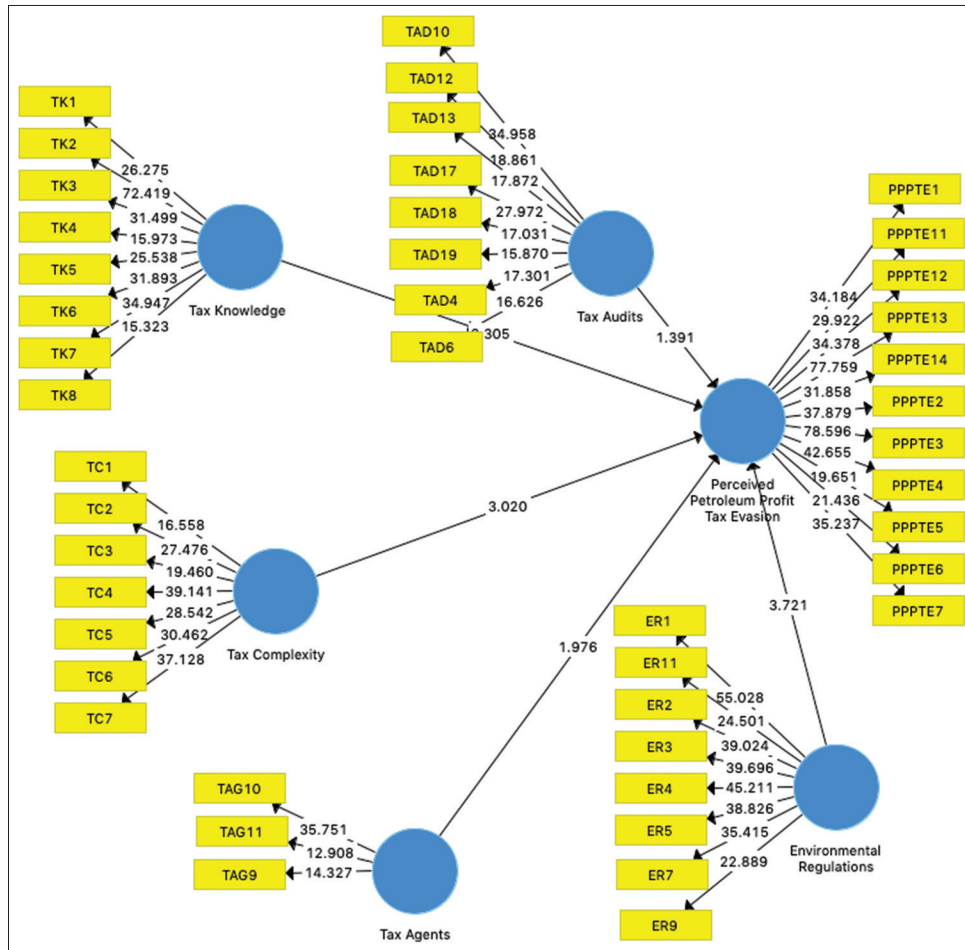 TAD10
TAD12
TAD13
TAD17
TAD18
TAD19
TAD4
TAD6
34.958
18.861
17.872
27.972
17.031
15.870
17.301
16.626
Tax Audits
1.391
TK1
TK2
TK3
TK4
TK5
TK6
TK7
TK8
26.275
72.419
31.499
15.973
25.538
31.893
34.947
15.323
Tax Knowledge
.305
PPPTE1
PPPTE11
PPPTE12
PPPTE13
PPPTE14
PPPTE2
PPPTE3
PPPTE4
PPPTE5
PPPTE6
PPPTE7
34.184
29.922
34.378
77.759
31.858
37.879
78.596
42.655
19.651
21.436
35.237
Perceived
Petroleum Profit
Tax Evasion
TC1
TC2
TC3
TC4
TC5
TC6
TC7
16.558
27.476
19.460
39.141
28.542
30.462
37.128
Tax Complexity
3.020
TAG10
TAG11
TAG9
35.751
12.908
14.327
Tax Agents
1.976
ER1
ER11
ER2
ER3
ER4
ER5
ER7
ER9
55.028
24.501
39.024
39.696
45.211
38.826
35.415
22.889
Environmental
Regulations
3.721